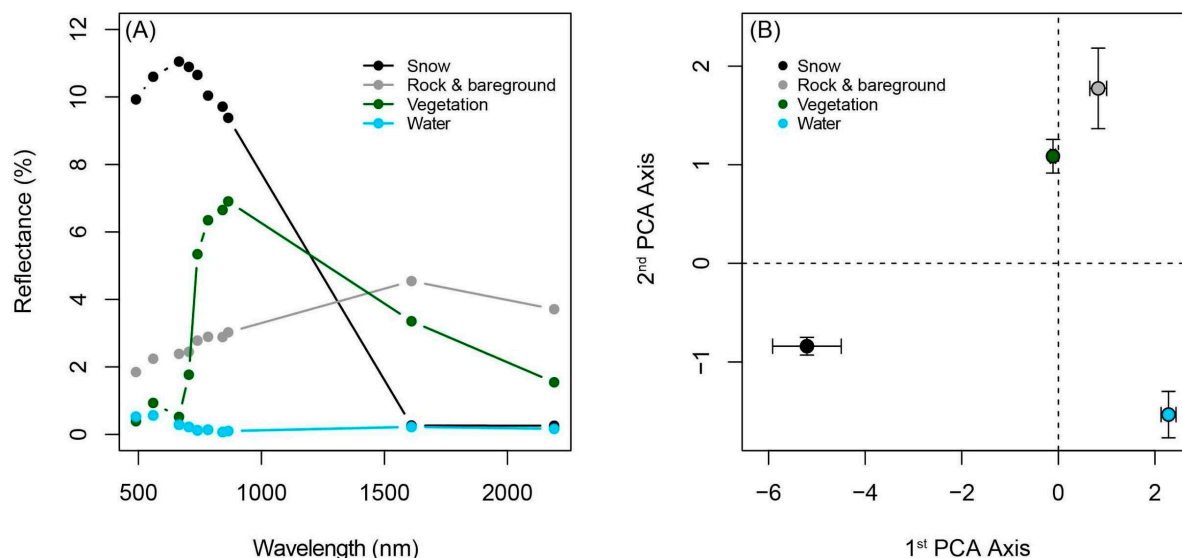 (A)
Snow
Rock & bareground
Vegetation
Water
Reflectance (%)
12
10
8
6
4
2
0
500
1000
1500
2000
Wavelength (nm)
(B)
Snow
Rock & bareground
Vegetation
Water
2nd PCA Axis
2
1
0
−1
−6
−4
−2
0
2
1st PCA Axis